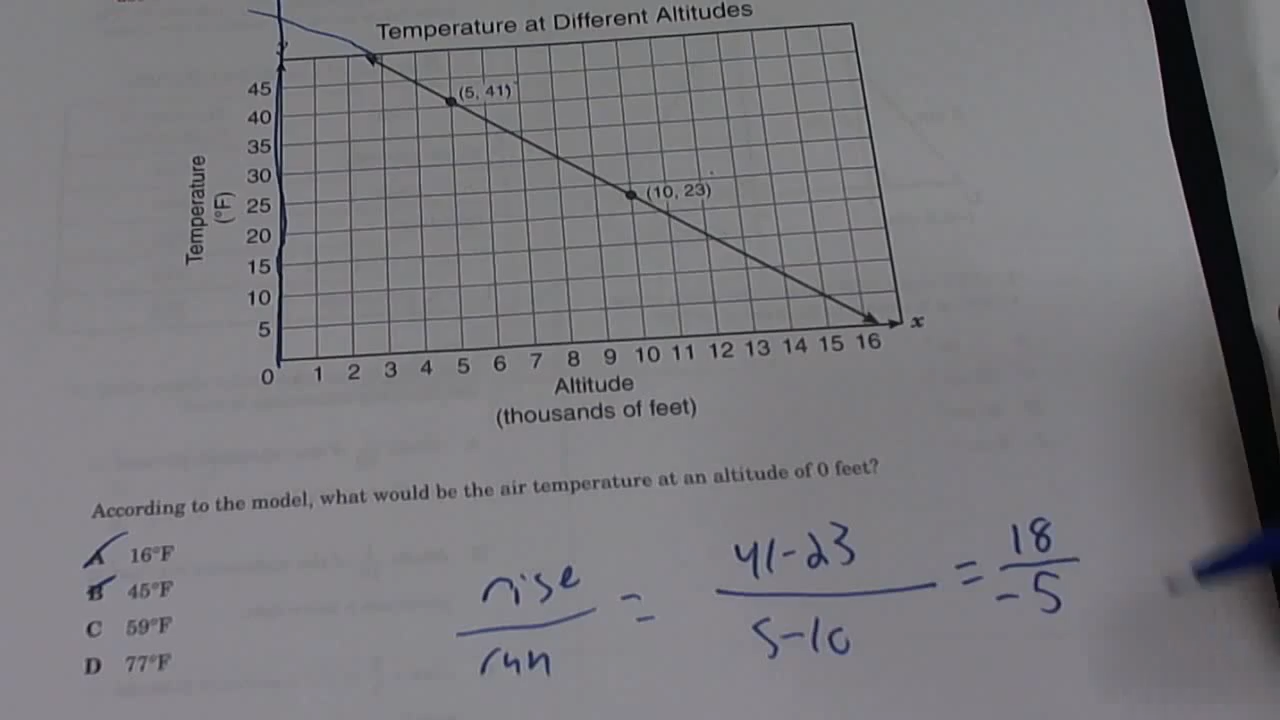 Temperature at Different Altitudes
y
45
40
35
30
25
20
15
10
5
0
Temperature
(°F)
(5, 41)
(10, 23)
x
1 2 3 4 5 6 7 8 9 10 11 12 13 14 15 16
Altitude
(thousands of feet)
According to the model, what would be the air temperature at an altitude of 0 feet?
A 16°F
B 45°F
C 59°F
D 77°F
rise
run
=
41-23
5-10
=
18
-5